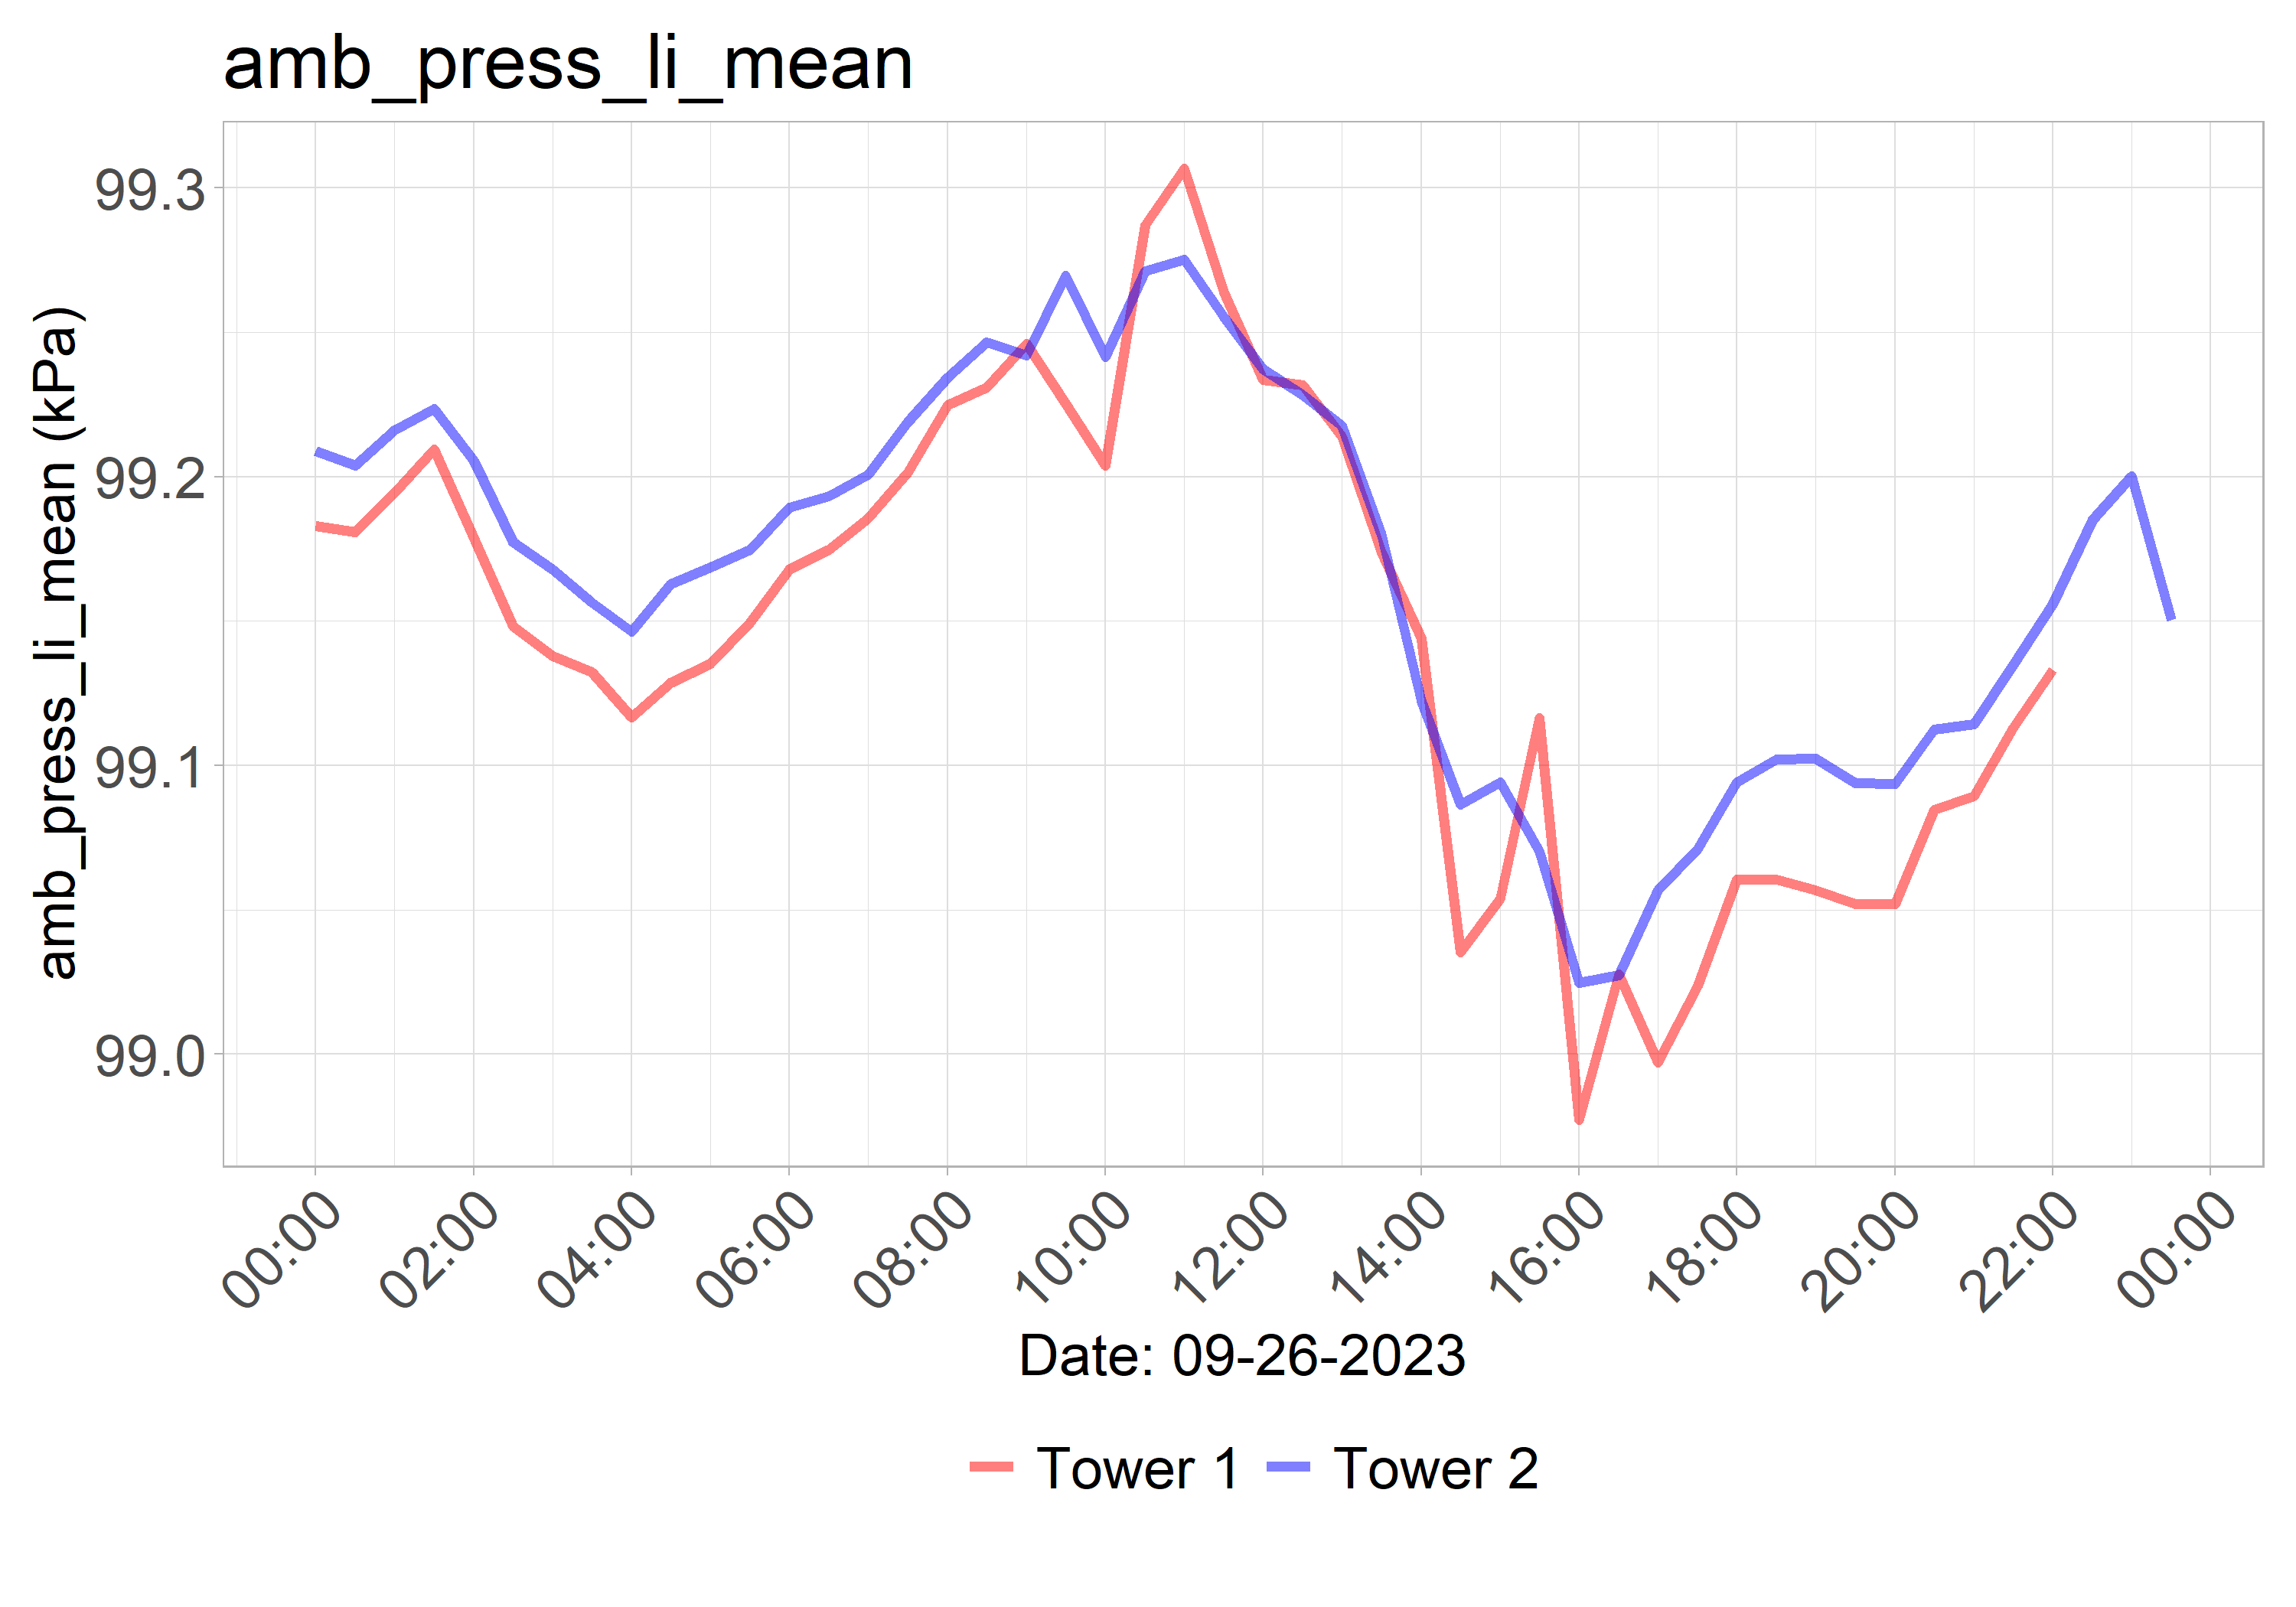 amb_press_li_mean
amb_press_li_mean (kPa)
99.3
99.2
99.1
99.0
00:00 02:00 04:00 06:00 08:00 10:00 12:00 14:00 16:00 18:00 20:00 22:00 00:00
Date: 09-26-2023
Tower 1 Tower 2